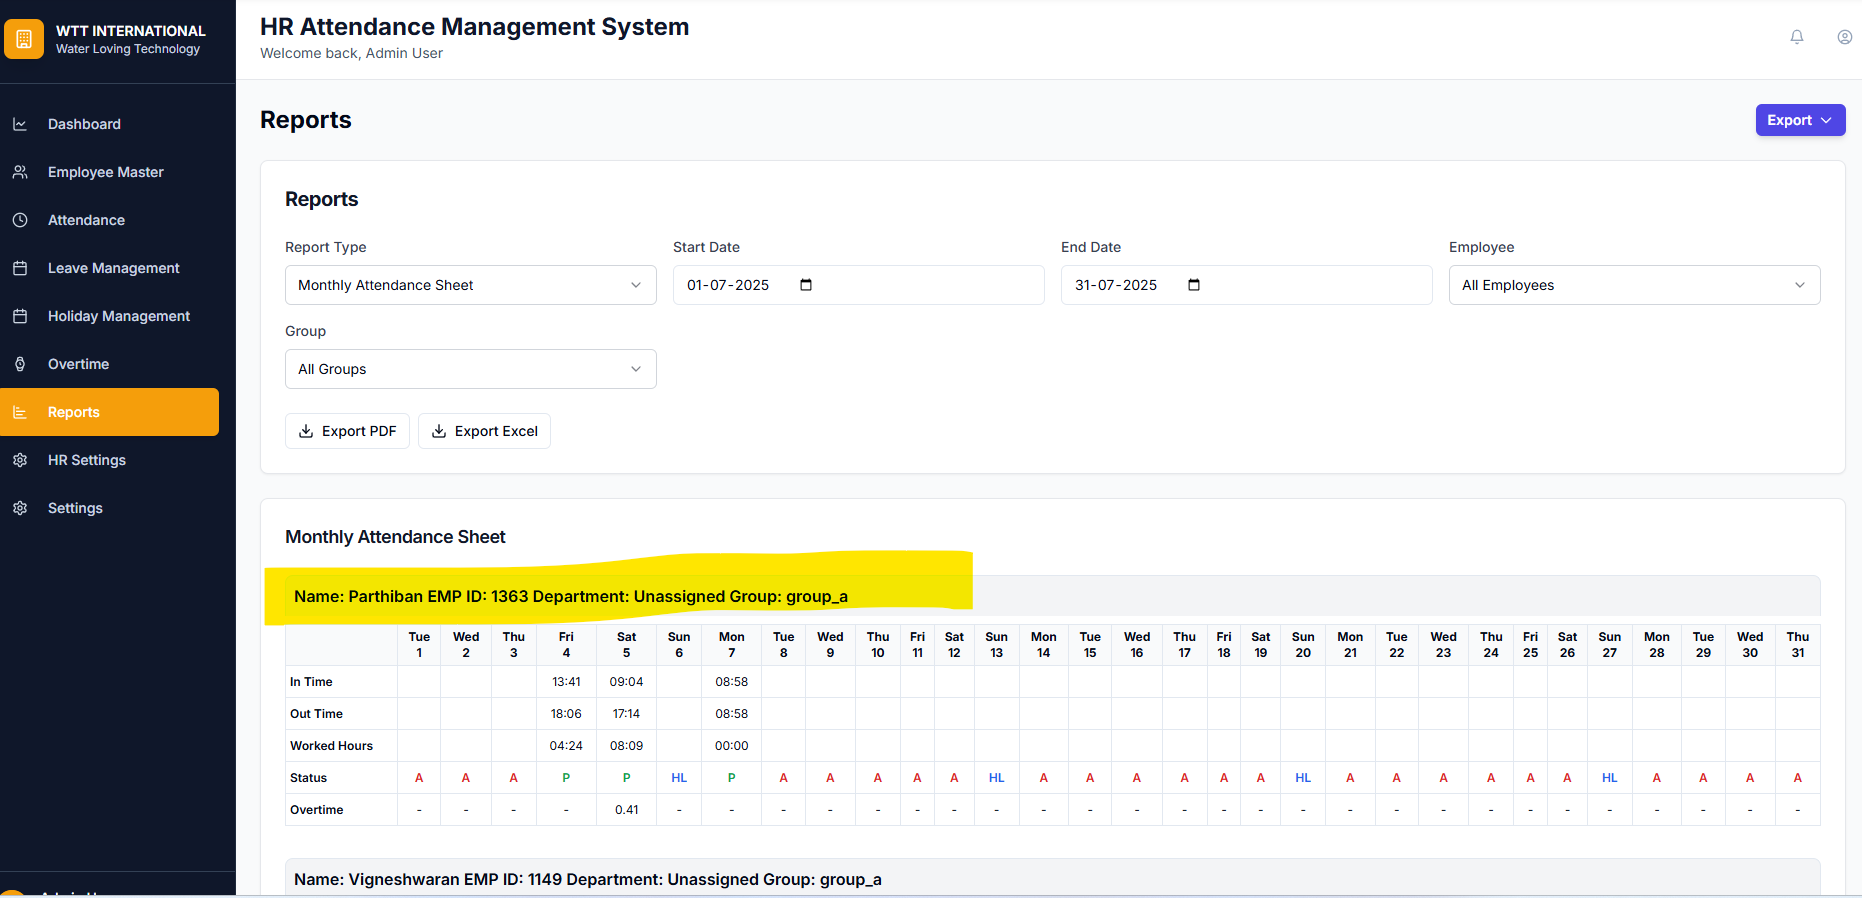 WTT INTERNATIONAL
Water Loving Technology
Dashboard
Employee Master
Attendance
Leave Management
Holiday Management
Overtime
Reports
HR Settings
Settings
HR Attendance Management System
Welcome back, Admin User
Reports
Export
Reports
Report Type Start Date End Date Employee
Monthly Attendance Sheet 01-07-2025 31-07-2025 All Employees
Group
All Groups
Export PDF Export Excel
Monthly Attendance Sheet
Name: Parthiban EMP ID: 1363 Department: Unassigned Group: group_a
Tue Wed Thu Fri Sat Sun Mon Tue Wed Thu Fri Sat Sun Mon Tue Wed Thu Fri Sat Sun Mon Tue Wed Thu Fri Sat Sun Mon Tue Wed Thu
1 2 3 4 5 6 7 8 9 10 11 12 13 14 15 16 17 18 19 20 21 22 23 24 25 26 27 28 29 30 31
In Time 13:41 09:04 08:58
Out Time 18:06 17:14 08:58
Worked Hours 04:24 08:09 00:00
Status A A A P P HL P A A A A A HL A A A A A A HL A A A A A A HL A A A A
Overtime - - - - 0.41 - - - - - - - - - - - - - - - - - - - - - - - - - -
Name: Vigneshwaran EMP ID: 1149 Department: Unassigned Group: group_a